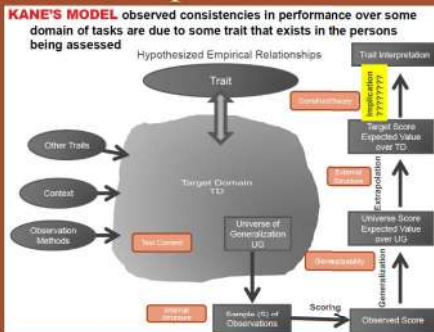 KANE'S MODEL observed consistencies in performance over some
domain of tasks are due to some trait that exists in the persons
being assessed
Hypothesized Empirical Relationships
Trait
Trait Interpretation
Construct theory
Implication
????????
Target Score
Expected Value
over TD
Other Traits
Context
Observation
Methods
Target Domain
TD
External
Structure
Extrapolation
Test Content
Universe of
Generalization
UG
Universe Score
Expected Value
over UG
Generalizability
Generalization
Internal
Structure
Sample (S) of
Observations
Scoring
Observed Score